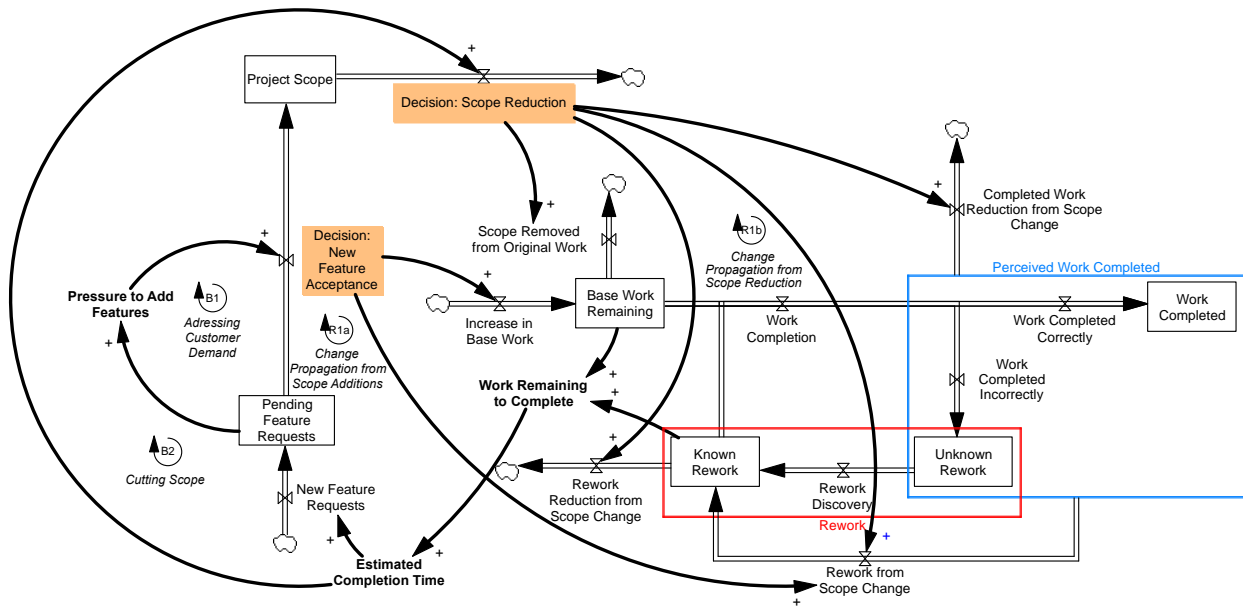 +
Project Scope
Decision: Scope Reduction
+
Completed Work
Reduction from Scope
Change
+
Scope Removed
from Original Work
R1b
Change
Propagation from
Scope Reduction
+
Decision:
New
Feature
Acceptance
+
Perceived Work Completed
Pressure to Add
Features
B1
Adressing
Customer
Demand
+
Increase in
Base Work
Base Work
Remaining
Work
Completion
Work Completed
Correctly
Work
Completed
R1a
Change
Propagation from
Scope Additions
+
Work
Completed
Incorrectly
Work Remaining
to Complete
+
+
Pending
Feature
Requests
B2
Cutting Scope
+
+
Known
Rework
Unknown
Rework
Rework
Discovery
Rework Reduction from
Scope Change
New Feature
Requests
Rework
+
+
+
Estimated
Completion Time
Rework from
Scope Change
+